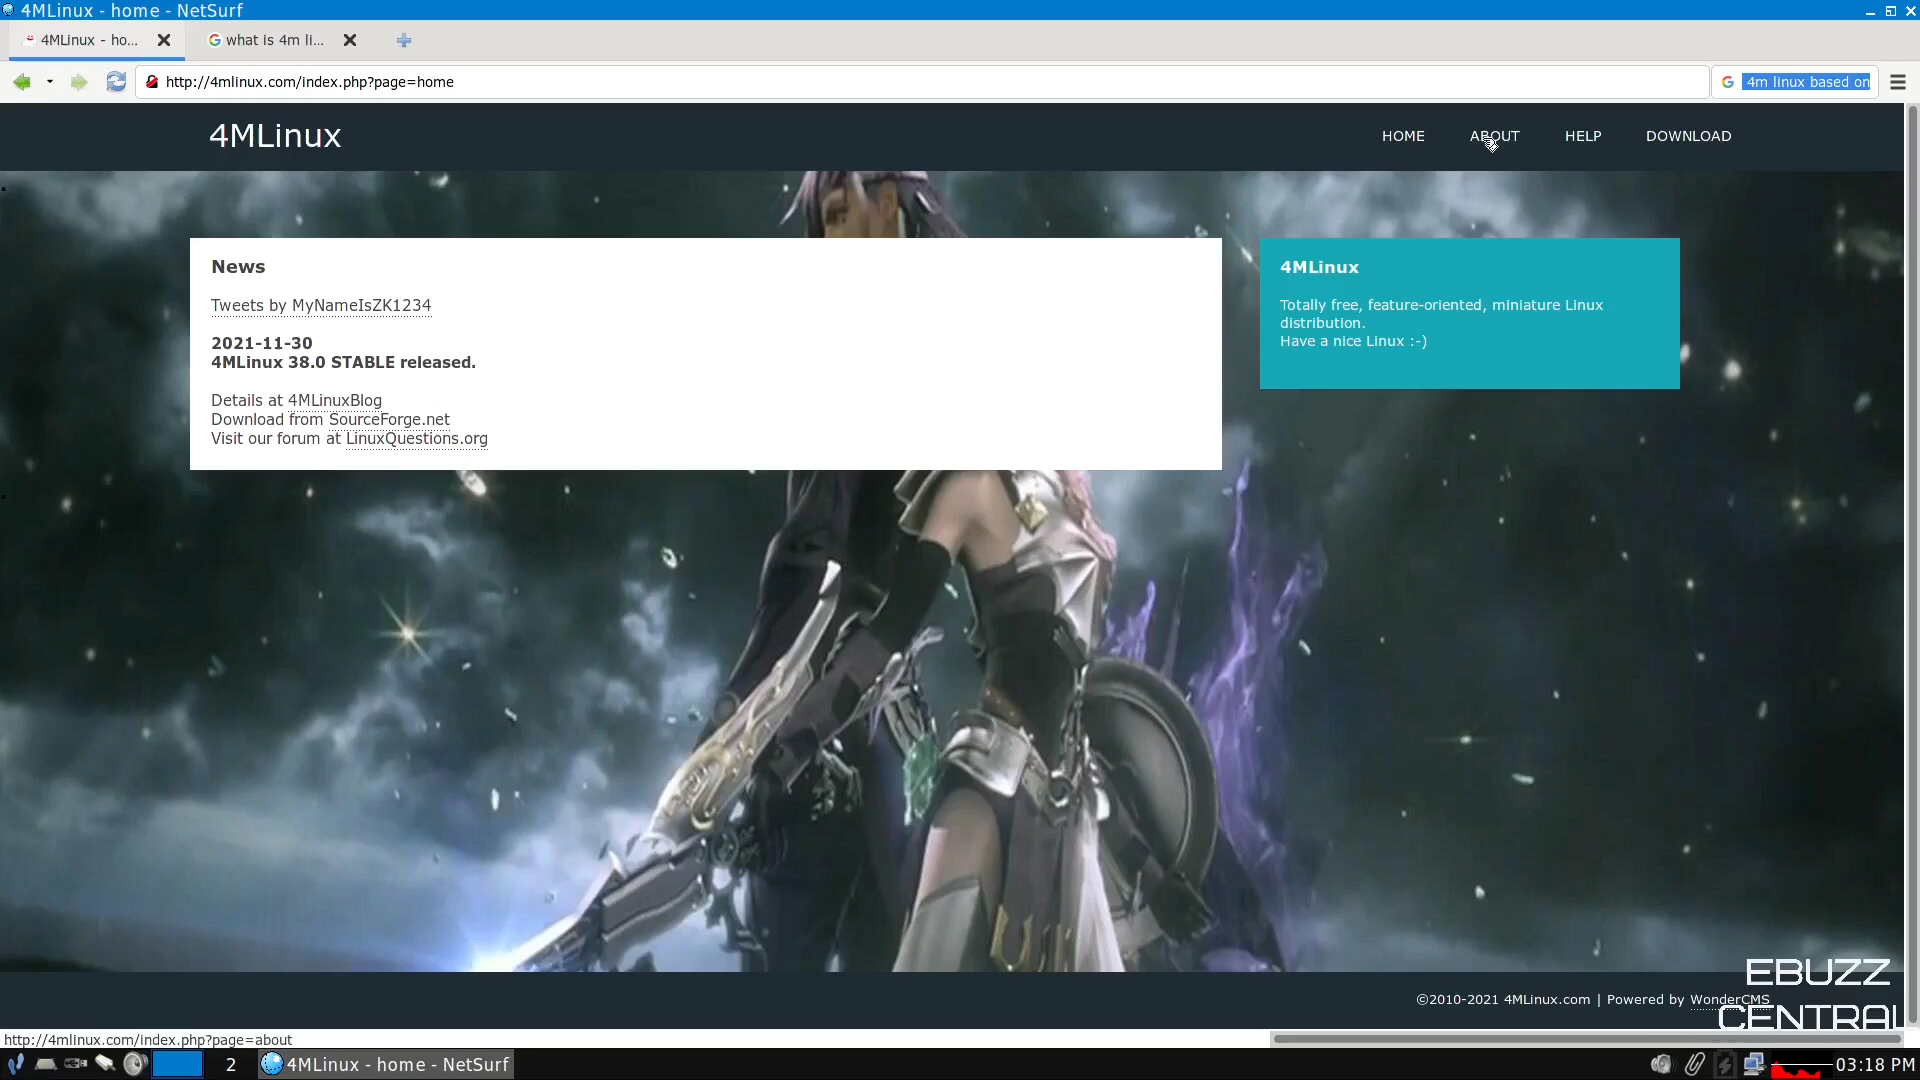 4MLinux - home - NetSurf
4MLinux - ho...
what is 4m li...
http://4mlinux.com/index.php?page=home
4m linux based on
4MLinux
HOME
ABOUT
HELP
DOWNLOAD
News
Tweets by MyNameIsZK1234
2021-11-30
4MLinux 38.0 STABLE released.
Details at 4MLinuxBlog
Download from SourceForge.net
Visit our forum at LinuxQuestions.org
4MLinux
Totally free, feature-oriented, miniature Linux
distribution.
Have a nice Linux :-)
©2010-2021 4MLinux.com | Powered by WonderCMS
EBUZZ
CENTRAL
http://4mlinux.com/index.php?page=about
2
4MLinux - home - NetSurf
03:18 PM